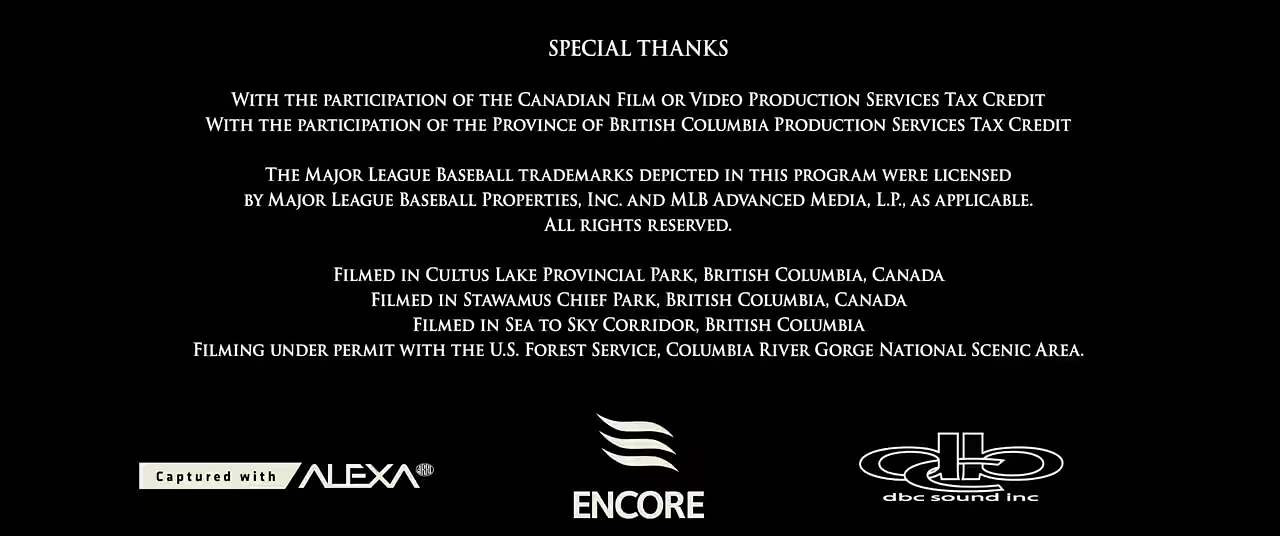 SPECIAL THANKS
WITH THE PARTICIPATION OF THE CANADIAN FILM OR VIDEO PRODUCTION SERVICES TAX CREDIT
WITH THE PARTICIPATION OF THE PROVINCE OF BRITISH COLUMBIA PRODUCTION SERVICES TAX CREDIT
THE MAJOR LEAGUE BASEBALL TRADEMARKS DEPICTED IN THIS PROGRAM WERE LICENSED
BY MAJOR LEAGUE BASEBALL PROPERTIES, INC. AND MLB ADVANCED MEDIA, L.P., AS APPLICABLE.
ALL RIGHTS RESERVED.
FILMED IN CULTUS LAKE PROVINCIAL PARK, BRITISH COLUMBIA, CANADA
FILMED IN STAWAMUS CHIEF PARK, BRITISH COLUMBIA, CANADA
FILMED IN SEA TO SKY CORRIDOR, BRITISH COLUMBIA
FILMING UNDER PERMIT WITH THE U.S. FOREST SERVICE, COLUMBIA RIVER GORGE NATIONAL SCENIC AREA.
Captured with ALEXA
ENCORE
dbc sound inc